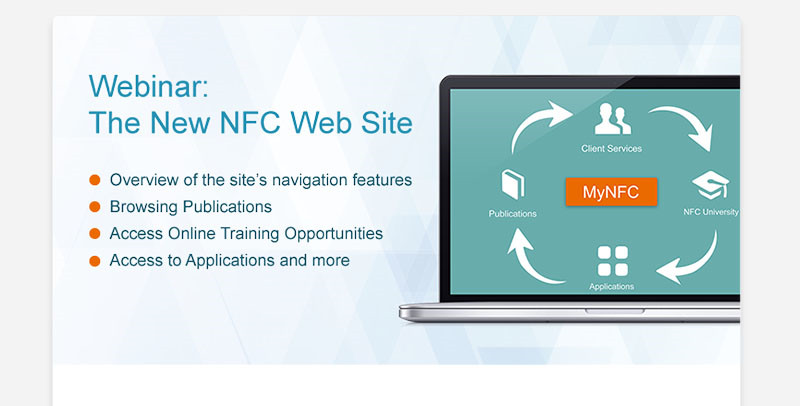 Webinar:
The New NFC Web Site
Overview of the site's navigation features
Browsing Publications
Access Online Training Opportunities
Access to Applications and more
Client Services
Publications
MyNFC
NFC University
Applications